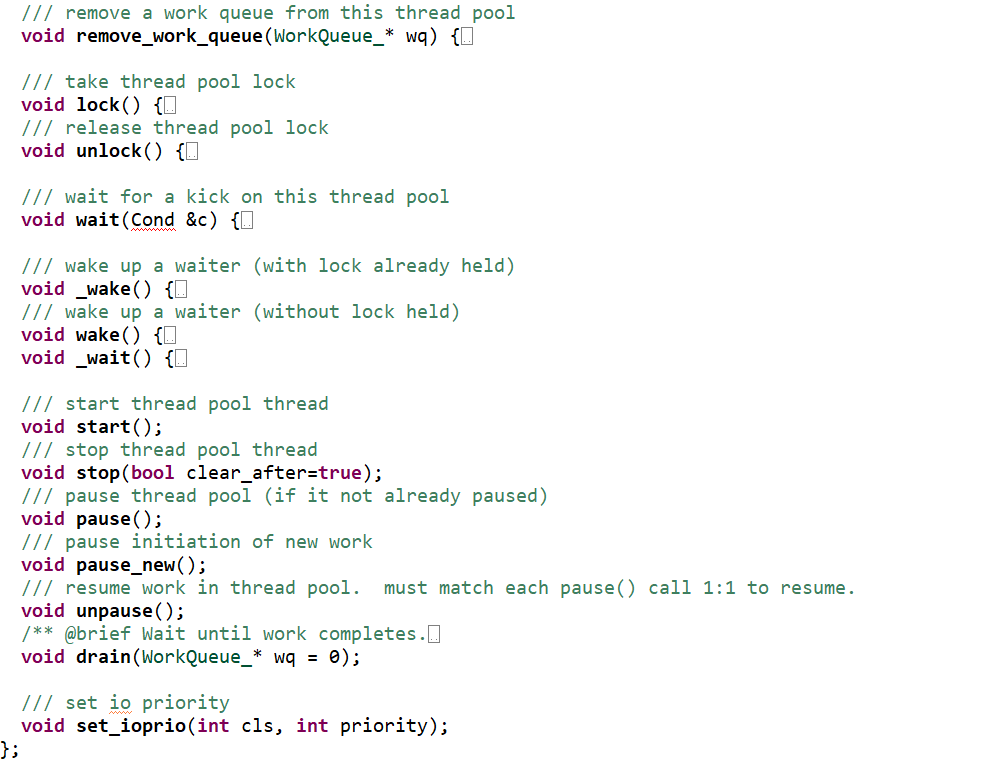 /// remove a work queue from this thread pool
void remove_work_queue(WorkQueue_* wq) {

/// take thread pool lock
void lock() {
/// release thread pool lock
void unlock() {

/// wait for a kick on this thread pool
void wait(Cond &c) {

/// wake up a waiter (with lock already held)
void _wake() {
/// wake up a waiter (without lock held)
void wake() {
void _wait() {

/// start thread pool thread
void start();
/// stop thread pool thread
void stop(bool clear_after=true);
/// pause thread pool (if it not already paused)
void pause();
/// pause initiation of new work
void pause_new();
/// resume work in thread pool.  must match each pause() call 1:1 to resume.
void unpause();
/** @brief Wait until work completes.
void drain(WorkQueue_* wq = 0);

/// set io priority
void set_ioprio(int cls, int priority);
};